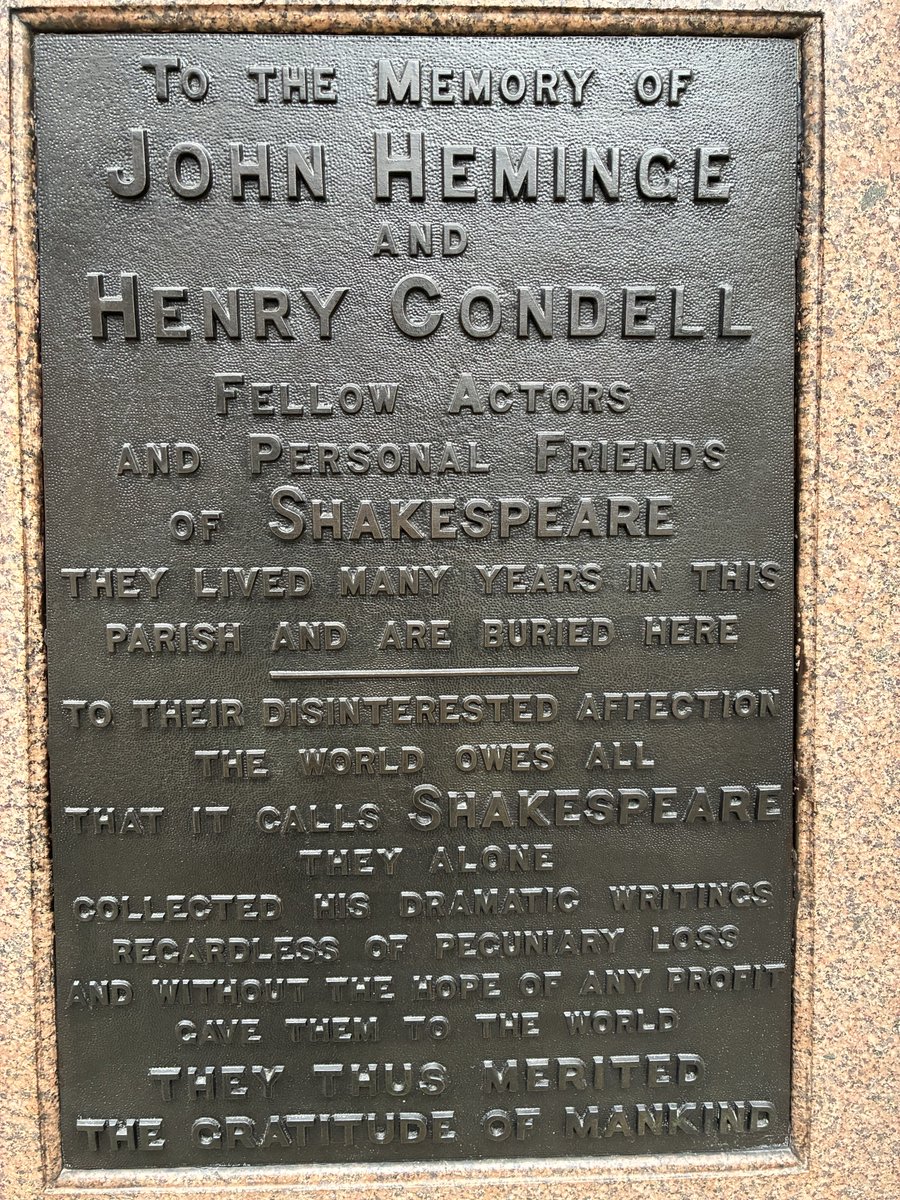 To the Memory of
John Heminge
and
Henry Condell
Fellow Actors
and Personal Friends
of Shakespeare
they lived many years in this
parish and are buried here
To their disinterested affection
the world owes all
that it calls Shakespeare
they alone
collected his dramatic writings
regardless of pecuniary loss
and without the hope of any profit
gave them to the world
they thus merited
the gratitude of mankind